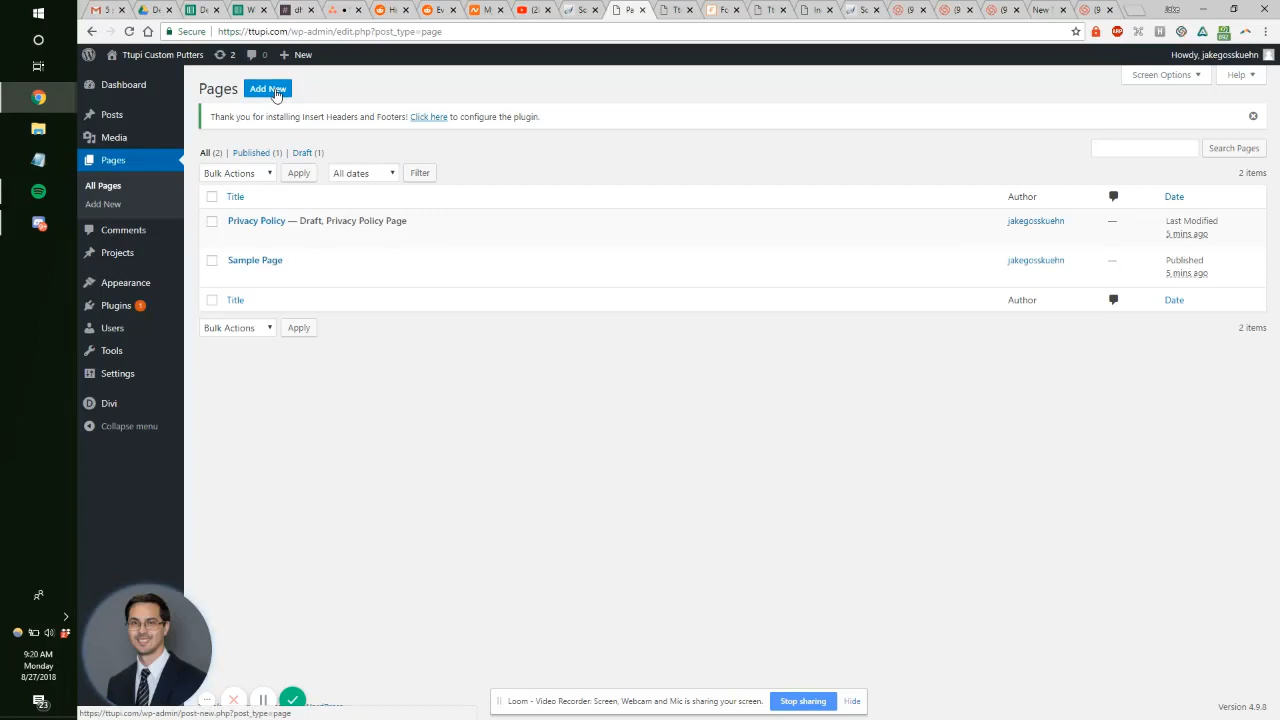 Secure https://ttupi.com/wp-admin/edit.php?post_type=page
Ttupi Custom Putters 2 0 New
Howdy, jakegosskuehn
Dashboard
Posts
Media
Pages
All Pages
Add New
Comments
Projects
Appearance
Plugins 1
Users
Tools
Settings
Divi
Collapse menu
Screen Options Help
Pages Add New
Thank you for installing Insert Headers and Footers! Click here to configure the plugin.
All (2) | Published (1) | Draft (1)
Search Pages
Bulk Actions Apply All dates Filter
2 items
Title Author Date
Privacy Policy — Draft, Privacy Policy Page jakegosskuehn — Last Modified
5 mins ago
Sample Page jakegosskuehn — Published
5 mins ago
Title Author Date
Bulk Actions Apply
2 items
9:20 AM
Monday
8/27/2018
23
Loom - Video Recorder: Screen, Webcam and Mic is sharing your screen. Stop sharing Hide
https://ttupi.com/wp-admin/post-new.php?post_type=page
Version 4.9.8